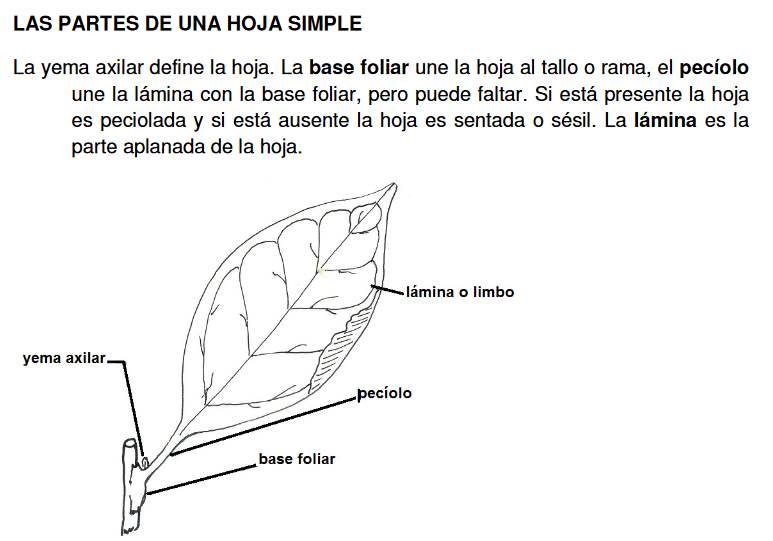 LAS PARTES DE UNA HOJA SIMPLE
La yema axilar define la hoja. La base foliar une la hoja al tallo o rama, el pecíolo
une la lámina con la base foliar, pero puede faltar. Si está presente la hoja
es peciolada y si está ausente la hoja es sentada o sésil. La lámina es la
parte aplanada de la hoja.
lámina o limbo
yema axilar
pecíolo
base foliar